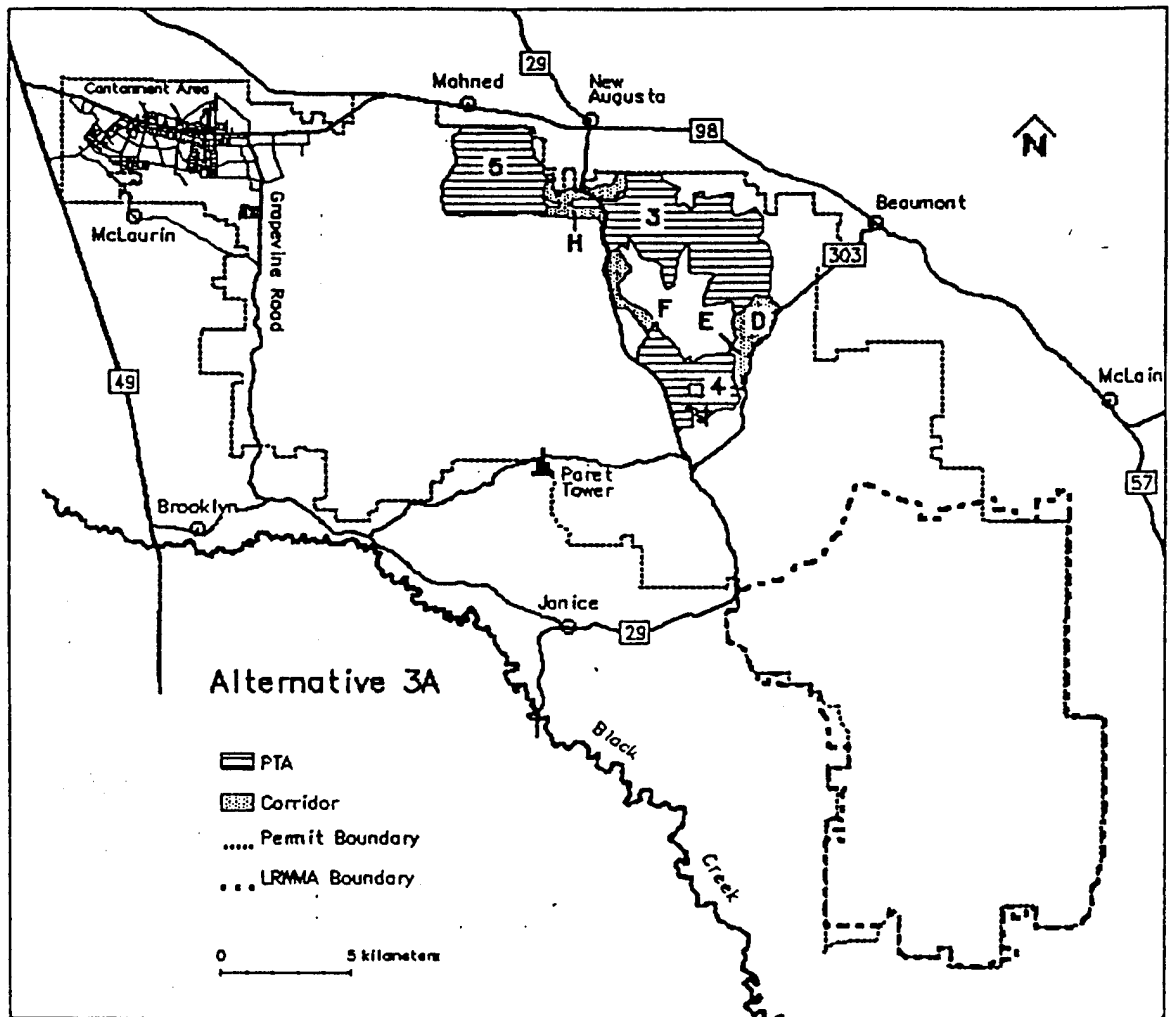 29
Mahned
New
Augusta
Cantonment Area
98
N
5
3
Beaumont
McLaurin
Grapevine Road
H
303
F
E
D
49
4
McLain
Paret
Tower
57
Brooklyn
Janice
29
Alternative 3A
Black
Creek
PTA
Corridor
Permit Boundary
LRWMA Boundary
0
5 kilometers